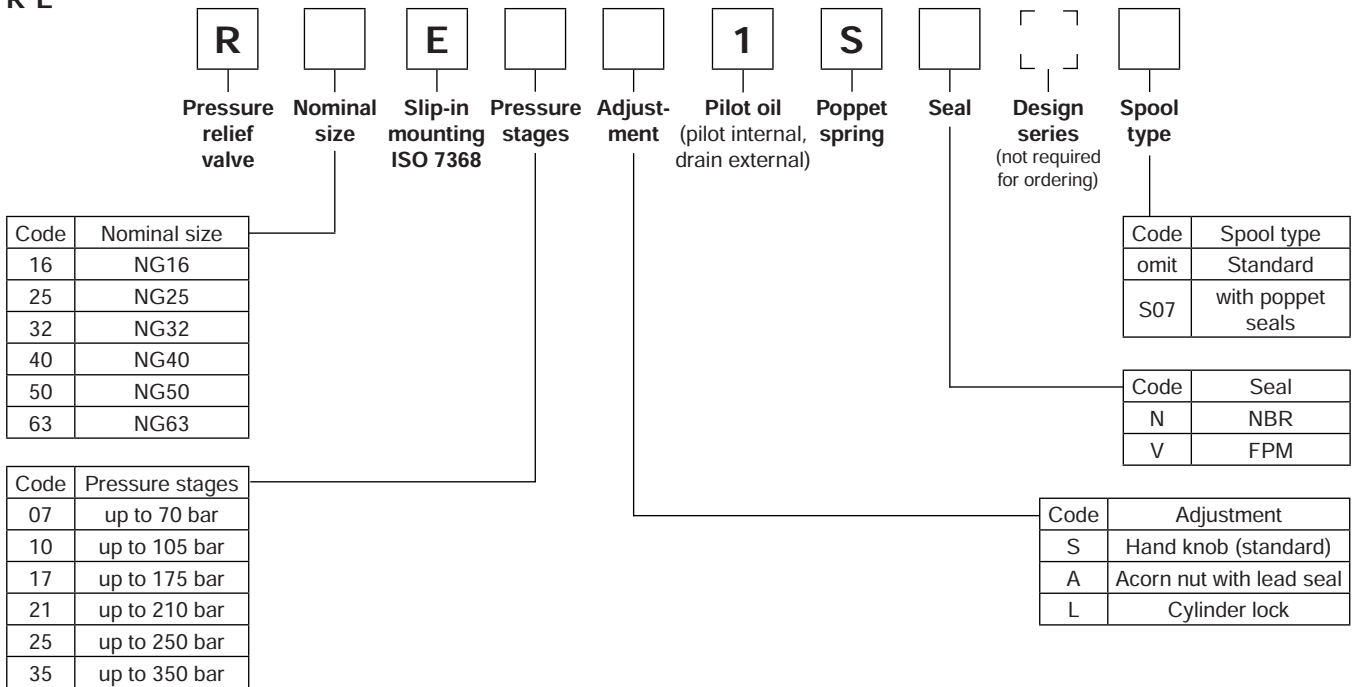 R E
R E 1 S
Pressure relief valve
Nominal size
Slip-in mounting ISO 7368
Pressure stages
Adjust-
ment
Pilot oil
(pilot internal,
drain external)
Poppet spring
Seal
Design series
(not required
for ordering)
Spool type
Code Nominal size
16 NG16
25 NG25
32 NG32
40 NG40
50 NG50
63 NG63
Code Pressure stages
07 up to 70 bar
10 up to 105 bar
17 up to 175 bar
21 up to 210 bar
25 up to 250 bar
35 up to 350 bar
Code Spool type
omit Standard
S07 with poppet
seals
Code Seal
N NBR
V FPM
Code Adjustment
S Hand knob (standard)
A Acorn nut with lead seal
L Cylinder lock